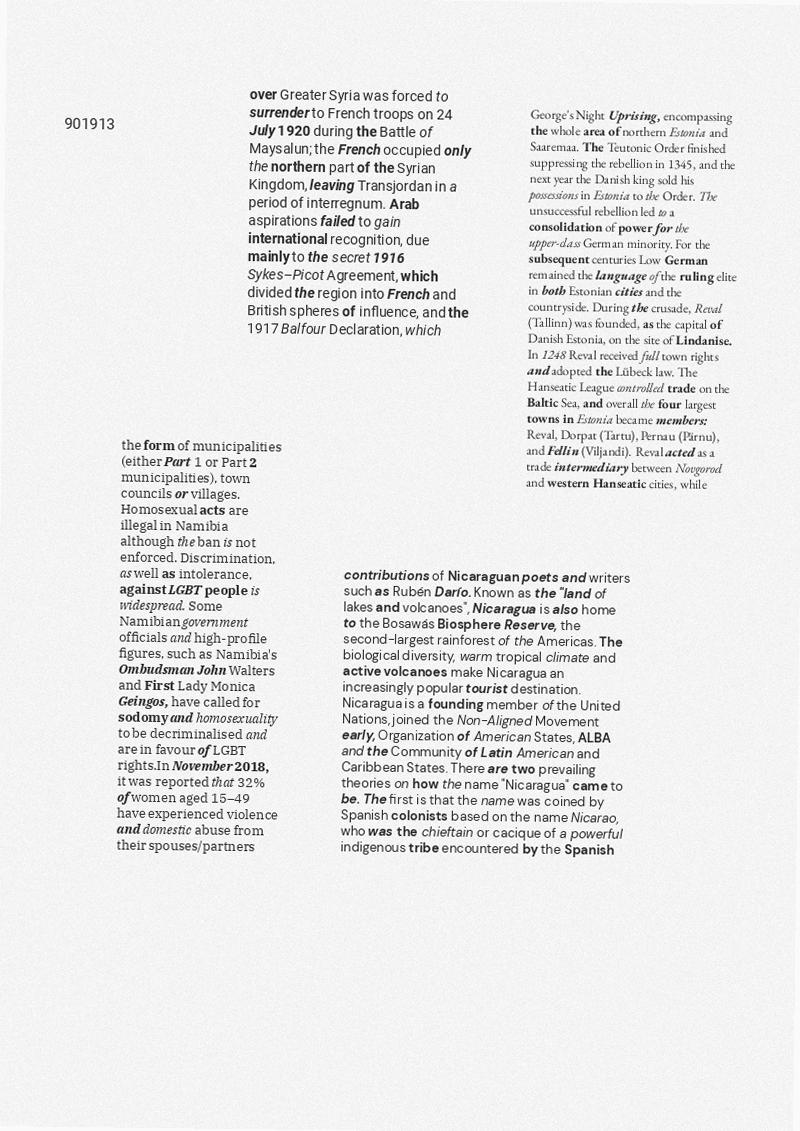 901913
over Greater Syria was forced to
surrender to French troops on 24
July 1920 during the Battle of
Maysalun; the French occupied only
the northern part of the Syrian
Kingdom, leaving Transjordan in a
period of interregnum. Arab
aspirations failed to gain
international recognition, due
mainly to the secret 1916
Sykes–Picot Agreement, which
divided the region into French and
British spheres of influence, and the
1917 Balfour Declaration, which
George's Night Uprising, encompassing
the whole area of northern Estonia and
Saaremaa. The Teutonic Order finished
suppressing the rebellion in 1345, and the
next year the Danish king sold his
possessions in Estonia to the Order. The
unsuccessful rebellion led to a
consolidation of power for the
upper-class German minority. For the
subsequent centuries Low German
remained the language of the ruling elite
in both Estonian cities and the
countryside. During the crusade, Reval
(Tallinn) was founded, as the capital of
Danish Estonia, on the site of Lindanise.
In 1248 Reval received full town rights
and adopted the Lübeck law. The
Hanseatic League controlled trade on the
Baltic Sea, and overall the four largest
towns in Estonia became members:
Reval, Dorpat (Tartu), Pernau (Pärnu),
and Fellin (Viljandi). Reval acted as a
trade intermediary between Novgorod
and western Hanseatic cities, while
the form of municipalities
(either Part 1 or Part 2
municipalities), town
councils or villages.
Homosexual acts are
illegal in Namibia
although the ban is not
enforced. Discrimination,
as well as intolerance,
against LGBT people is
widespread. Some
Namibian government
officials and high-profile
figures, such as Namibia's
Ombudsman John Walters
and First Lady Monica
Geingos, have called for
sodomy and homosexuality
to be decriminalised and
are in favour of LGBT
rights.In November 2018,
it was reported that 32%
of women aged 15–49
have experienced violence
and domestic abuse from
their spouses/partners
contributions of Nicaraguan poets and writers
such as Rubén Darío. Known as the "land of
lakes and volcanoes", Nicaragua is also home
to the Bosawás Biosphere Reserve, the
second-largest rainforest of the Americas. The
biological diversity, warm tropical climate and
active volcanoes make Nicaragua an
increasingly popular tourist destination.
Nicaragua is a founding member of the United
Nations, joined the Non-Aligned Movement
early, Organization of American States, ALBA
and the Community of Latin American and
Caribbean States. There are two prevailing
theories on how the name "Nicaragua" came to
be. The first is that the name was coined by
Spanish colonists based on the name Nicarao,
who was the chieftain or cacique of a powerful
indigenous tribe encountered by the Spanish